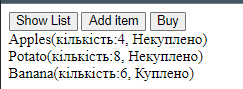 Show List Add item Buy
Apples(кількість:4, Некуплено)
Potato(кількість:8, Некуплено)
Banana(кількість:6, Куплено)